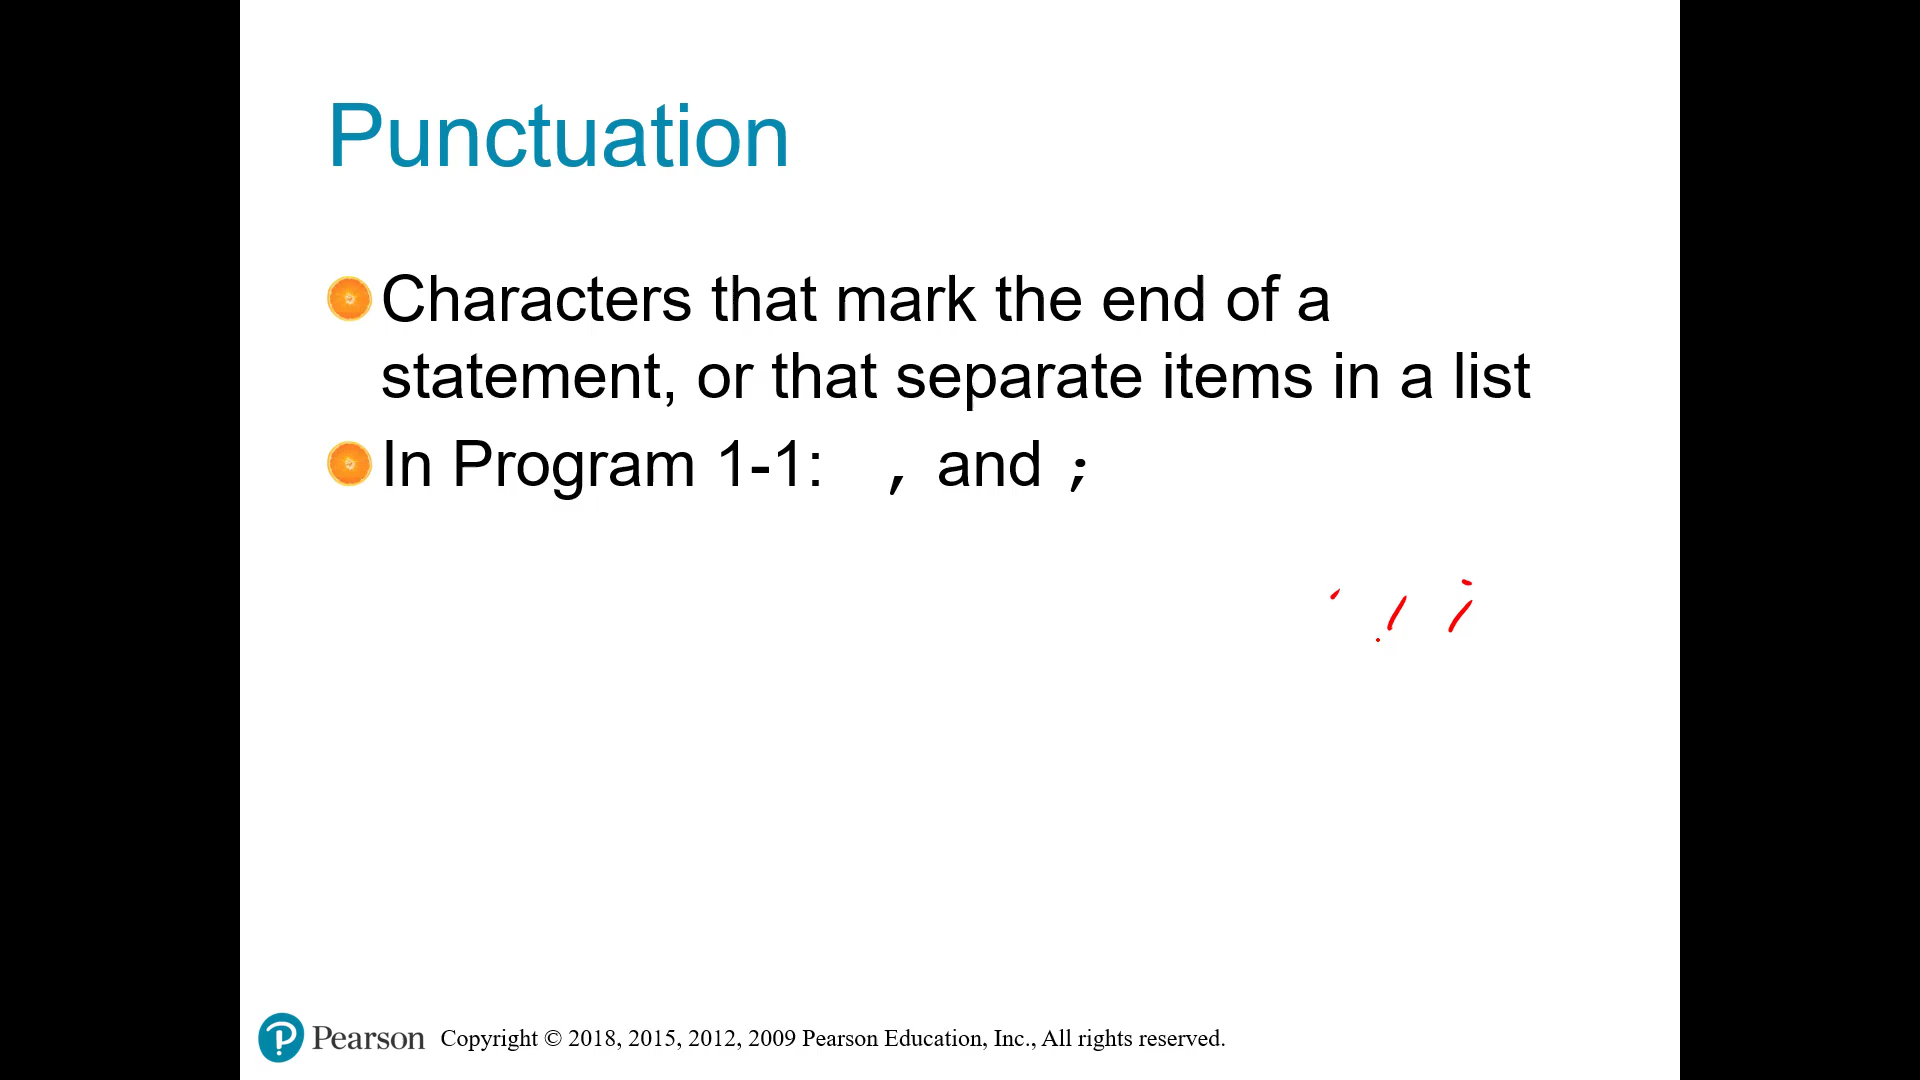 Punctuation
Characters that mark the end of a
statement, or that separate items in a list
In Program 1-1: , and ;
. , ;
Pearson Copyright © 2018, 2015, 2012, 2009 Pearson Education, Inc., All rights reserved.